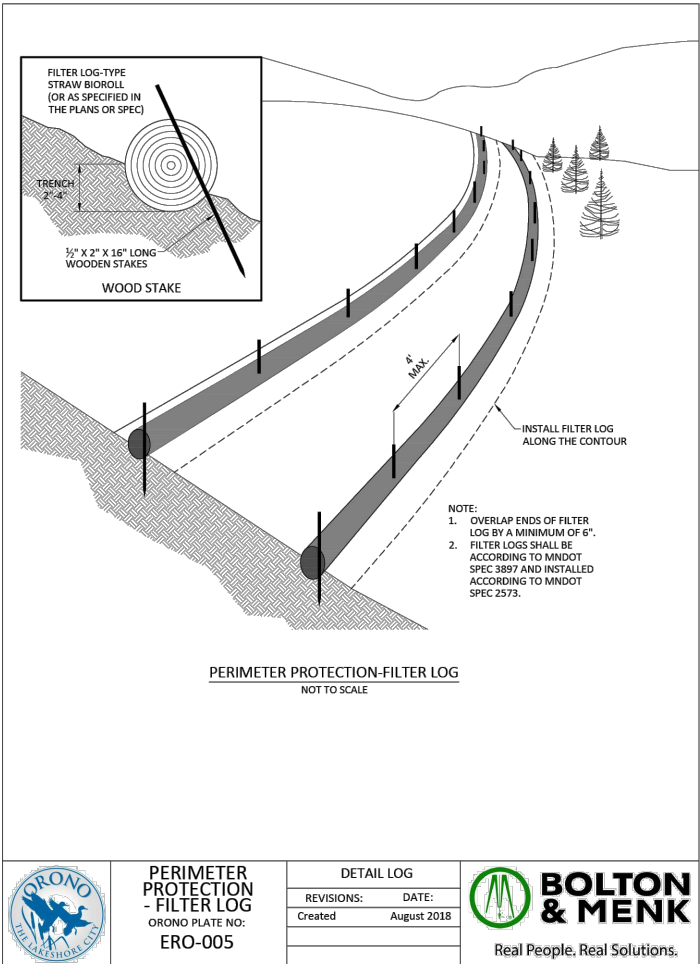 FILTER LOG-TYPE
STRAW BIOROLL
(OR AS SPECIFIED IN
THE PLANS OR SPEC)
TRENCH
2"-4"
½" X 2" X 16" LONG
WOODEN STAKES
WOOD STAKE
4'
MAX.
INSTALL FILTER LOG
ALONG THE CONTOUR
NOTE:
1. OVERLAP ENDS OF FILTER
LOG BY A MINIMUM OF 6".
2. FILTER LOGS SHALL BE
ACCORDING TO MNDOT
SPEC 3897 AND INSTALLED
ACCORDING TO MNDOT
SPEC 2573.
PERIMETER PROTECTION-FILTER LOG
NOT TO SCALE
ORONO
THE LAKESHORE CITY
PERIMETER
PROTECTION
- FILTER LOG
ORONO PLATE NO:
ERO-005
DETAIL LOG
REVISIONS: DATE:
Created August 2018
BOLTON
& MENK
Real People. Real Solutions.